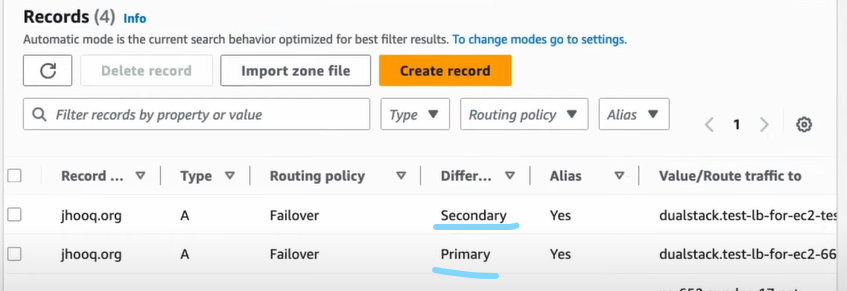 Records (4) Info
Automatic mode is the current search behavior optimized for best filter results. To change modes go to settings.
Delete record Import zone file Create record
Filter records by property or value Type Routing policy Alias 1
Record ... Type Routing policy Differ... Alias Value/Route traffic to
jhooq.org A Failover Secondary Yes dualstack.test-lb-for-ec2-tes
jhooq.org A Failover Primary Yes dualstack.test-lb-for-ec2-66